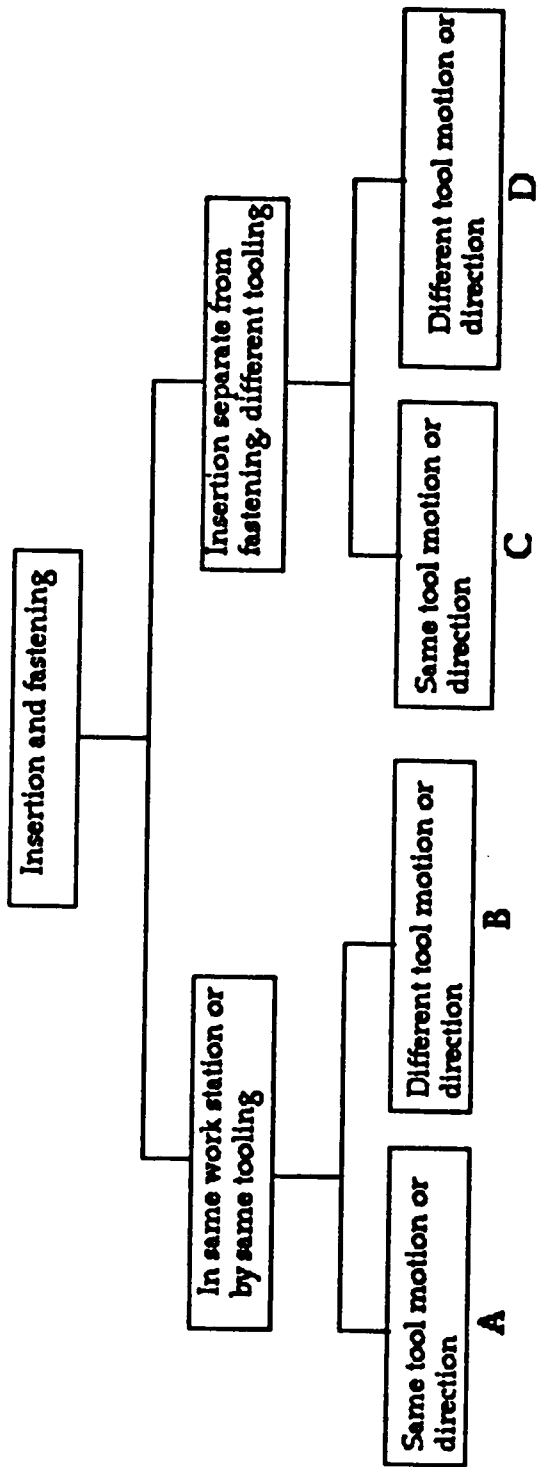 Insertion and fastening
In same work station or
by same tooling
Insertion separate from
fastening, different tooling
Same tool motion or
direction
A
Different tool motion or
direction
B
Same tool motion or
direction
C
Different tool motion or
direction
D